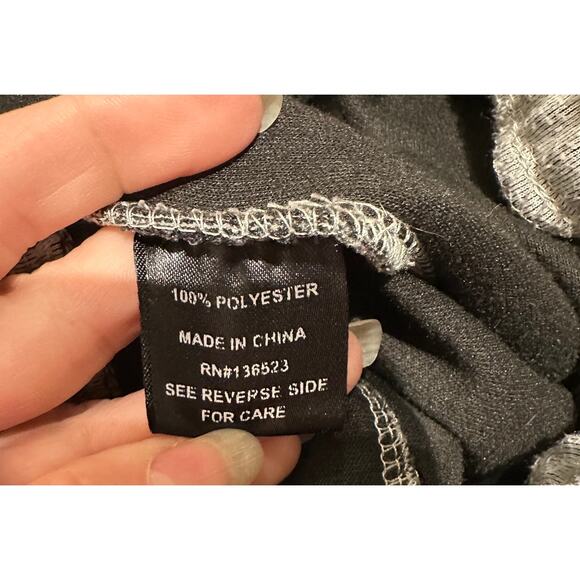 100% POLYESTER
MADE IN CHINA
RN#136523
SEE REVERSE SIDE
FOR CARE